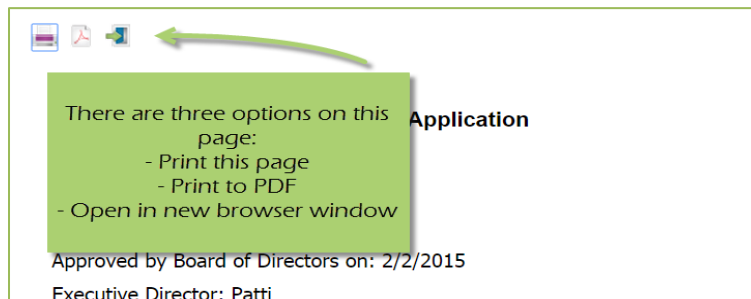 There are three options on this
page:
- Print this page
- Print to PDF
- Open in new browser window
Application
Approved by Board of Directors on: 2/2/2015
Executive Director: Patti